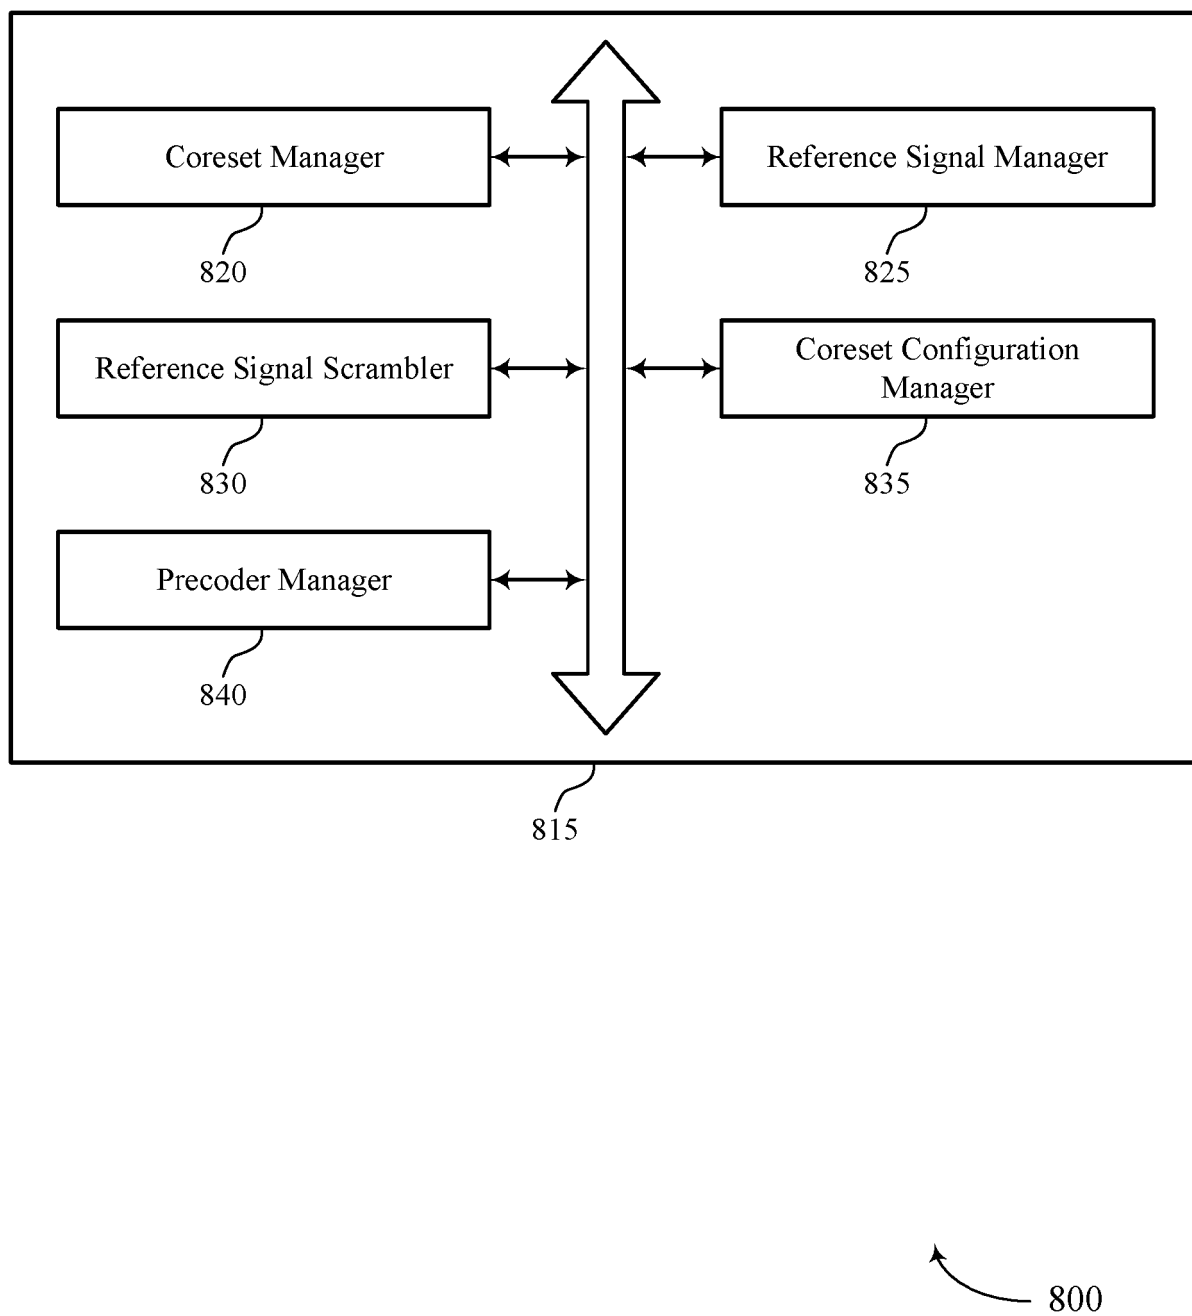 Coreset Manager
820
Reference Signal Manager
825
Reference Signal Scrambler
830
Coreset Configuration
Manager
835
Precoder Manager
840
815
800